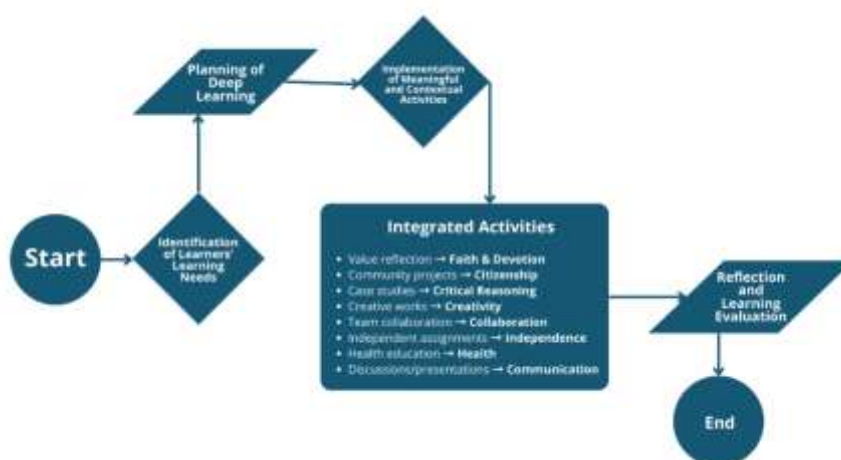 Start
Identification
of Learners'
Learning
Needs
Planning of
Deep
Learning
Implementation
of Meaningful
and Contextual
Activities
Integrated Activities
• Value reflection → Faith & Devotion
• Community projects → Citizenship
• Case studies → Critical Reasoning
• Creative works → Creativity
• Team collaboration → Collaboration
• Independent assignments → Independence
• Health education → Health
• Discussions/presentations → Communication
Reflection
and
Learning
Evaluation
End